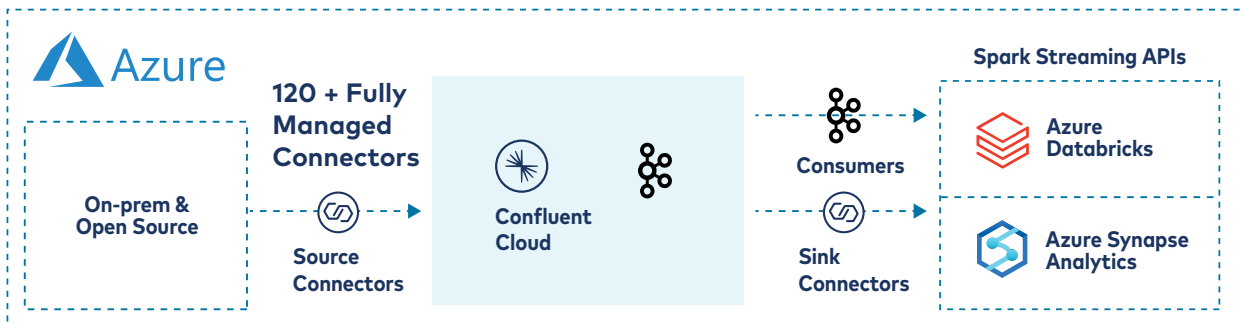 Azure
120 + Fully
Managed
Connectors
On-prem &
Open Source
Source
Connectors
Confluent
Cloud
Consumers
Sink
Connectors
Spark Streaming APIs
Azure
Databricks
Azure Synapse
Analytics